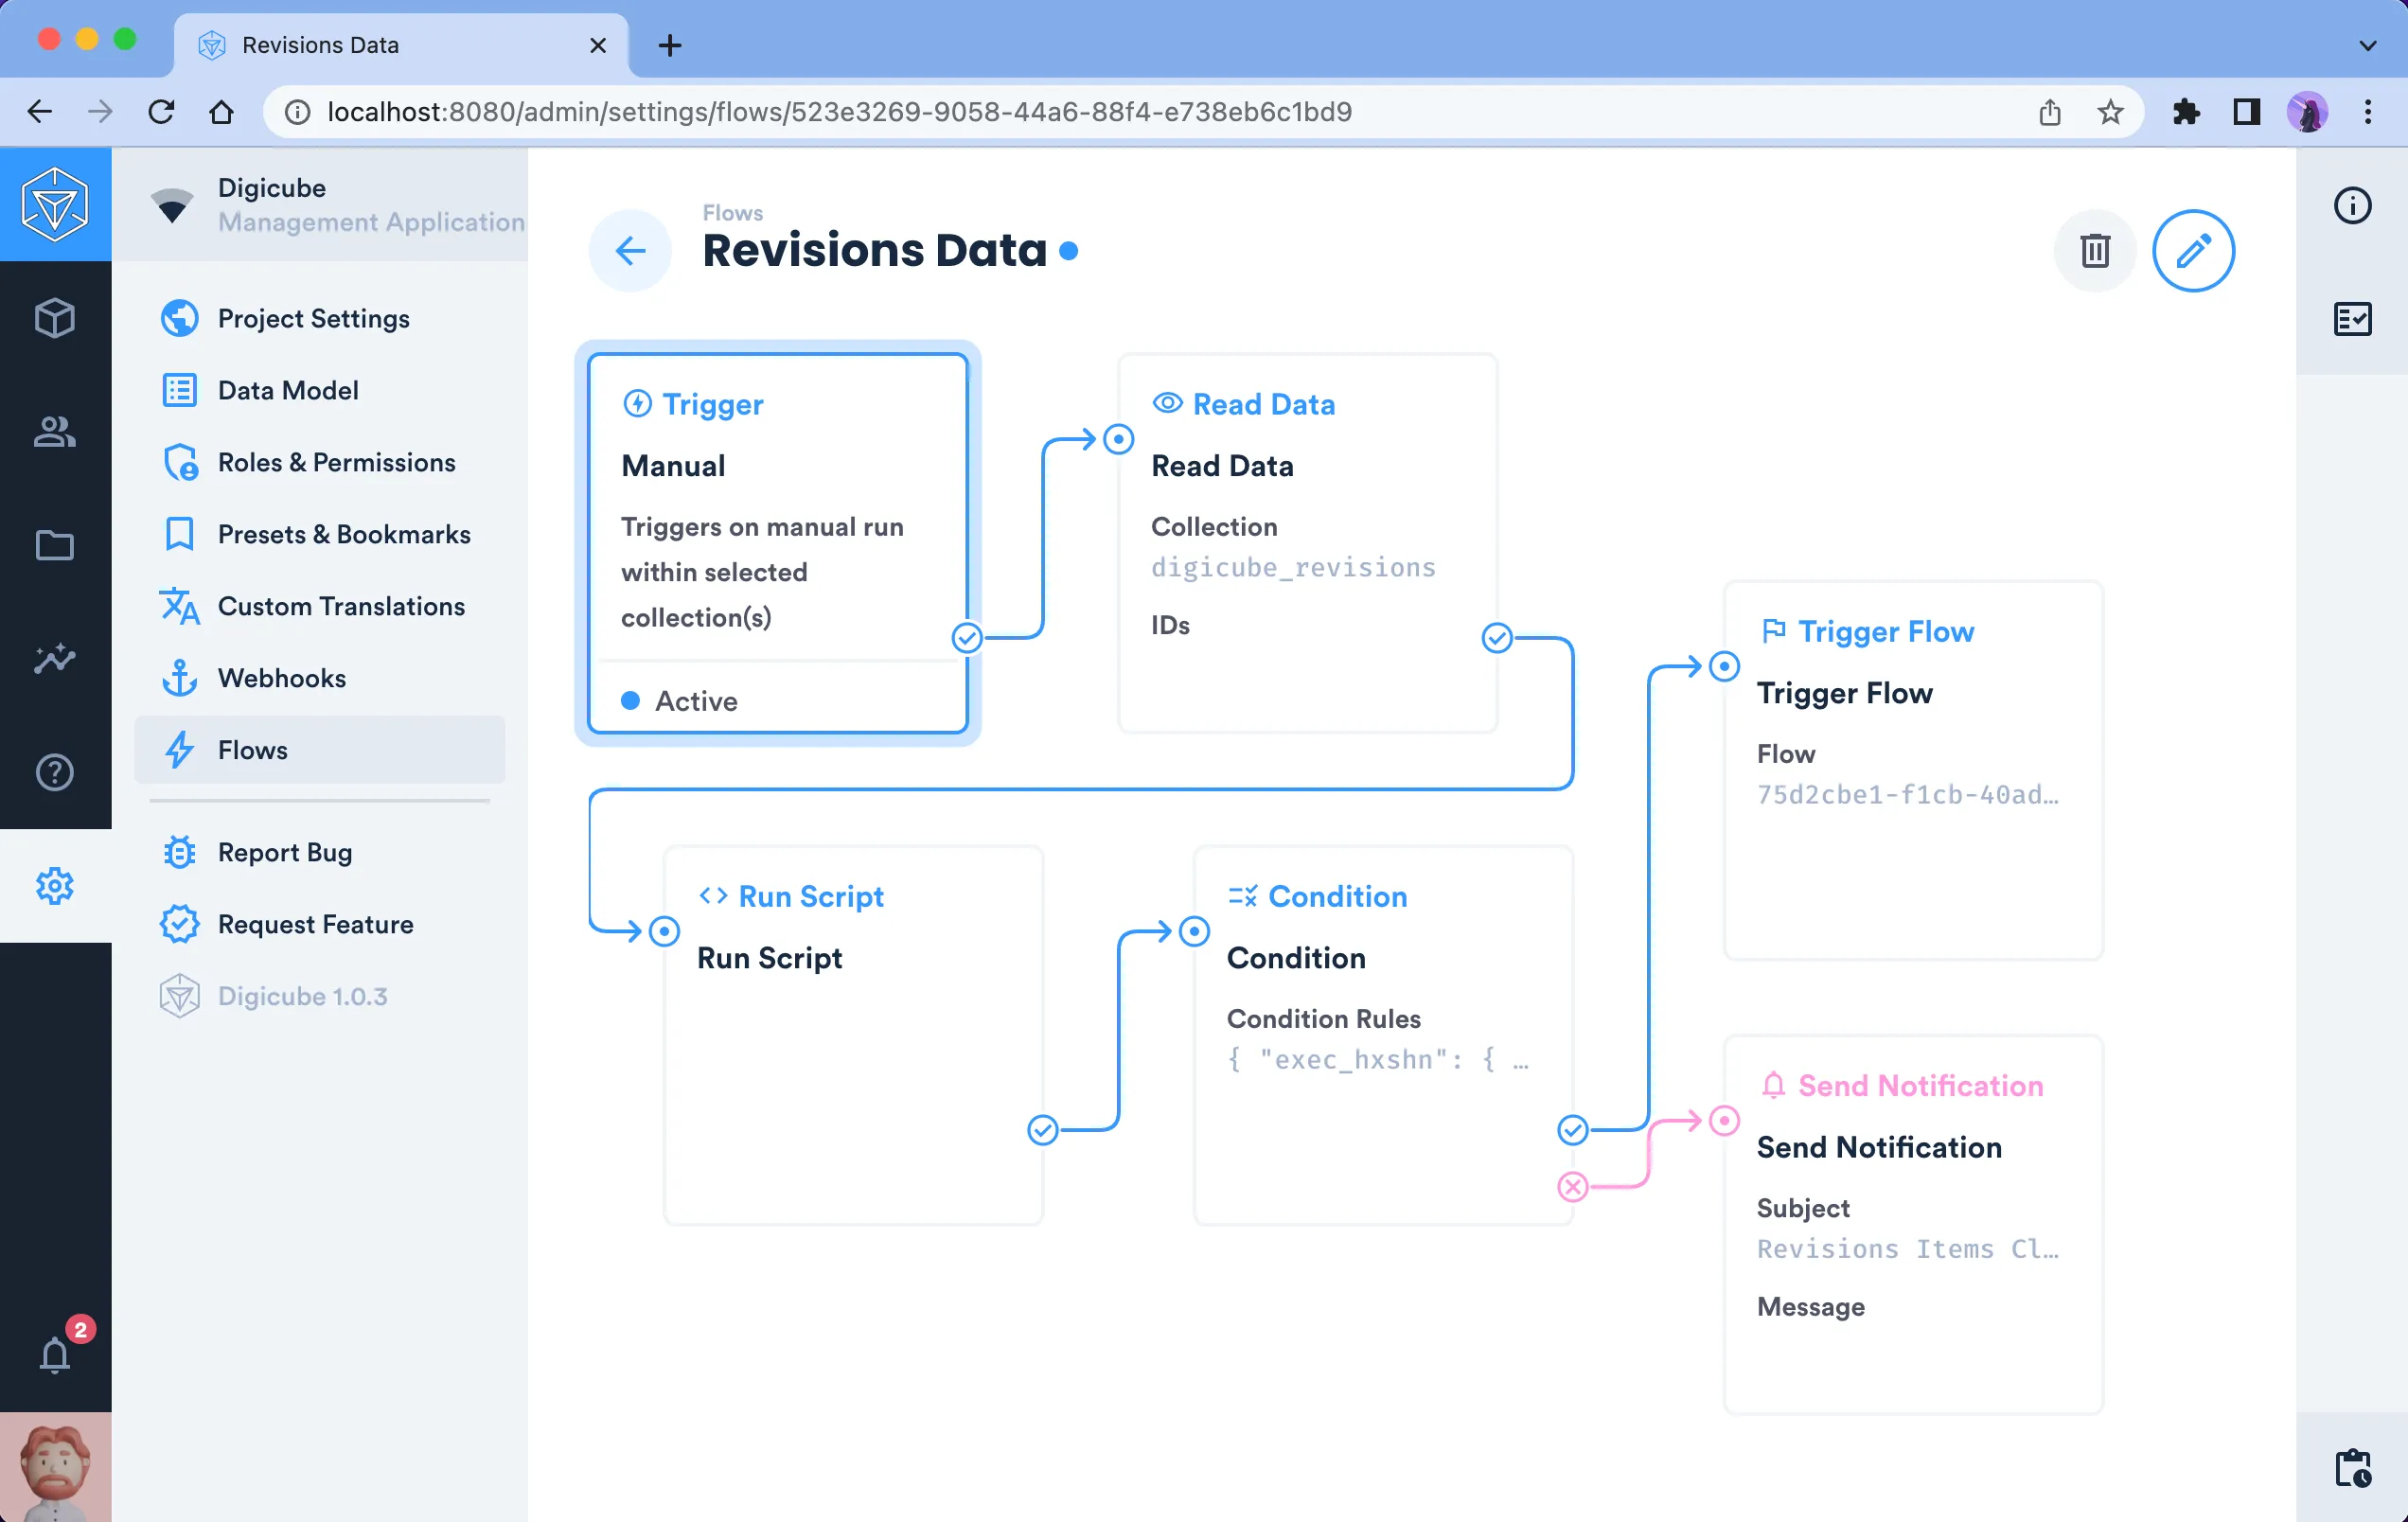 Revisions Data
localhost:8080/admin/settings/flows/523e3269-9058-44a6-88f4-e738eb6c1bd9
Digicube
Management Application
Project Settings
Data Model
Roles & Permissions
Presets & Bookmarks
Custom Translations
Webhooks
Flows
Report Bug
Request Feature
Digicube 1.0.3
2
Flows
Revisions Data
Trigger
Manual
Triggers on manual run
within selected
collection(s)
Active
Read Data
Read Data
Collection
digicube_revisions
IDs
Run Script
Run Script
Condition
Condition
Condition Rules
{ "exec_hxshn": { …
Trigger Flow
Trigger Flow
Flow
75d2cbe1-f1cb-40ad…
Send Notification
Send Notification
Subject
Revisions Items Cl…
Message